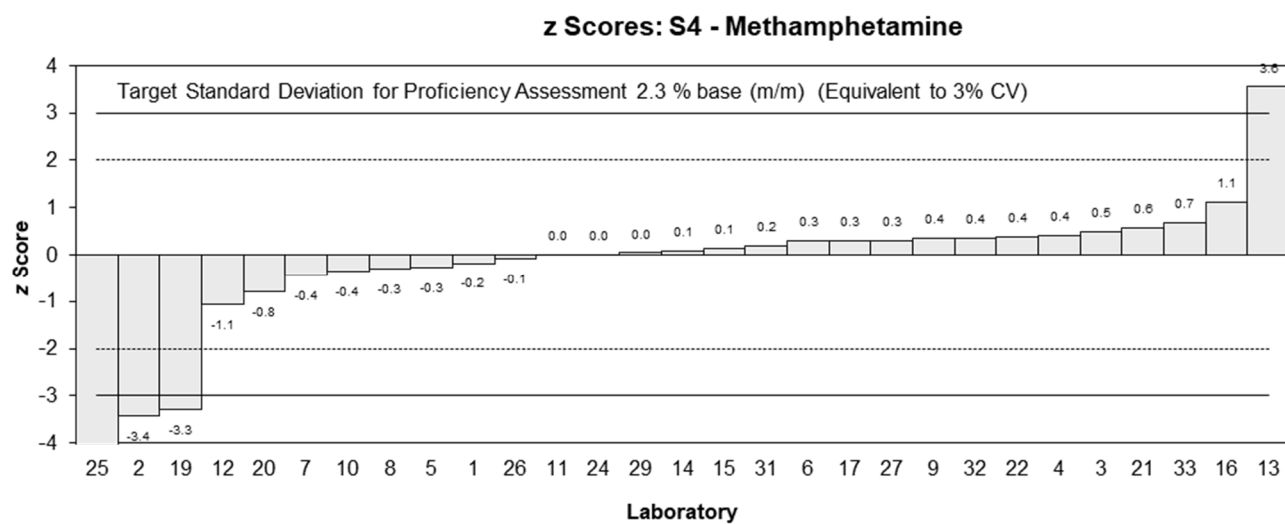 z Scores: S4 - Methamphetamine
Target Standard Deviation for Proficiency Assessment 2.3 % base (m/m) (Equivalent to 3% CV)
z Score
4
3
2
1
0
-1
-2
-3
-4
-3.4 -3.3 -1.1 -0.8 -0.4 -0.4 -0.3 -0.3 -0.2 -0.1 0.0 0.0 0.0 0.1 0.1 0.2 0.3 0.3 0.3 0.4 0.4 0.4 0.4 0.5 0.6 0.7 1.1 3.6
25 2 19 12 20 7 10 8 5 1 26 11 24 29 14 15 31 6 17 27 9 32 22 4 3 21 33 16 13
Laboratory